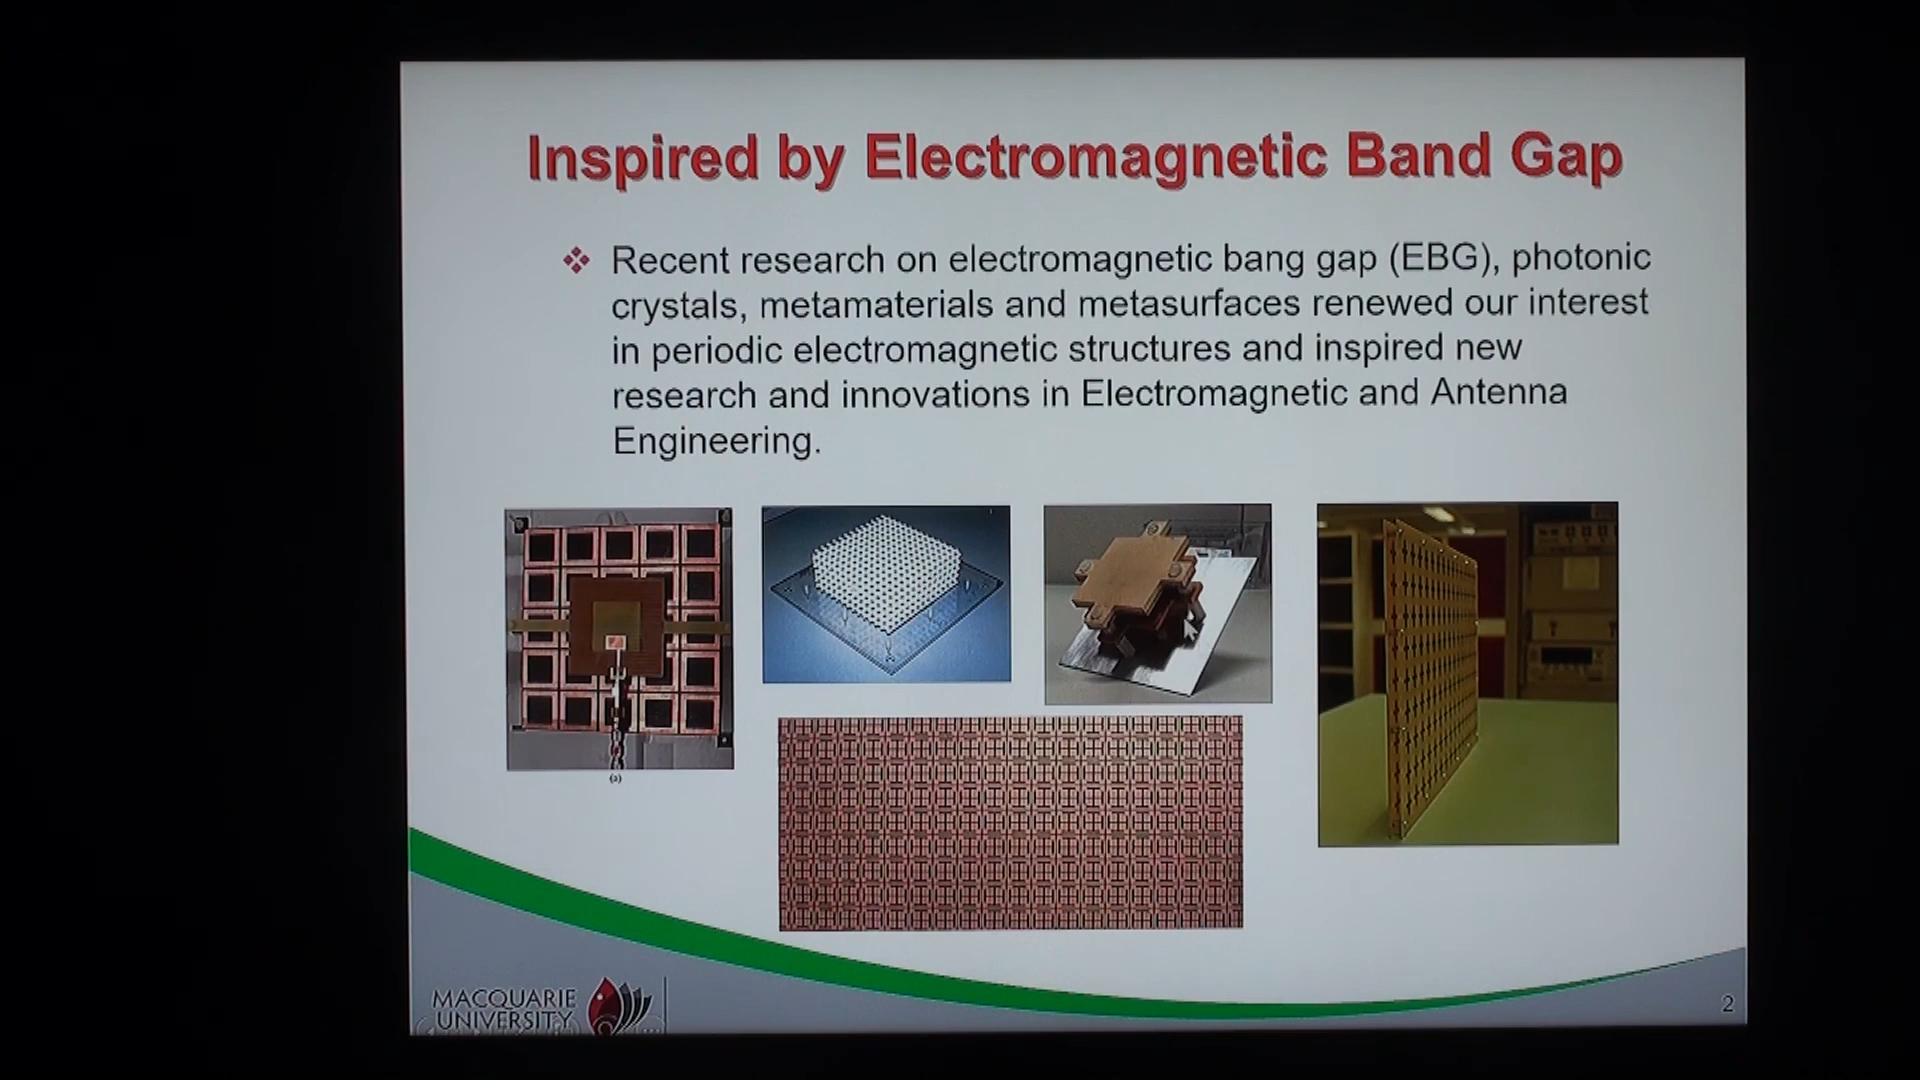 Inspired by Electromagnetic Band Gap
Recent research on electromagnetic bang gap (EBG), photonic
crystals, metamaterials and metasurfaces renewed our interest
in periodic electromagnetic structures and inspired new
research and innovations in Electromagnetic and Antenna
Engineering.
(a)
MACQUARIE
UNIVERSITY
2